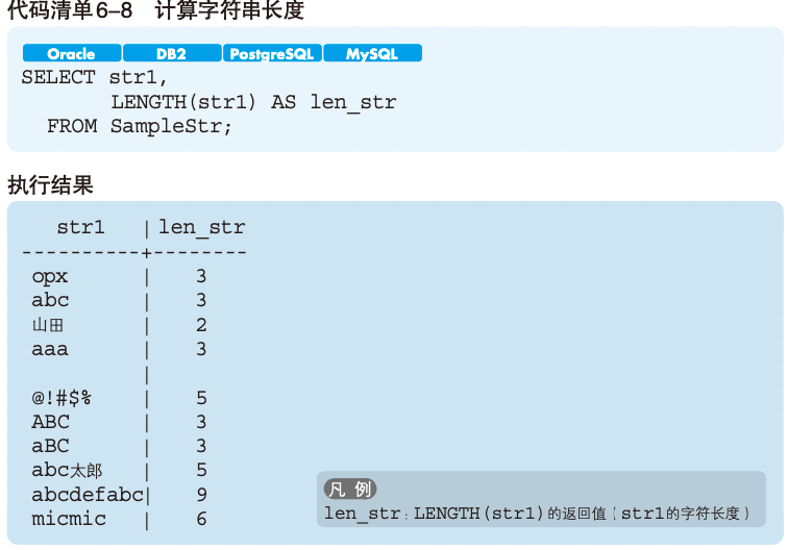 代码清单6–8 计算字符串长度
Oracle DB2 PostgreSQL MySQL
SELECT str1,
       LENGTH(str1) AS len_str
  FROM SampleStr;
执行结果
str1 | len_str
----------+--------
opx | 3
abc | 3
山田 | 2
aaa | 3
|
@!#$% | 5
ABC | 3
aBC | 3
abc太郎 | 5
abcdefabc| 9
micmic | 6
凡 例
len_str：LENGTH(str1)的返回值（str1的字符长度）